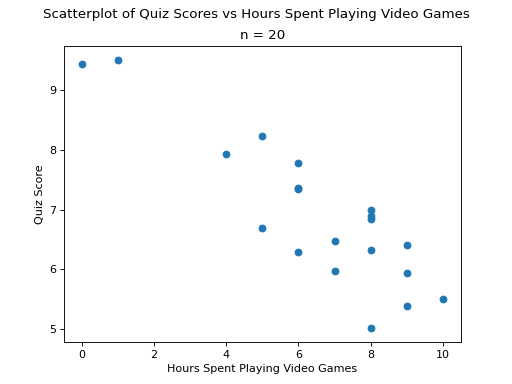 Scatterplot of Quiz Scores vs Hours Spent Playing Video Games
n = 20
9
8
7
6
5
Quiz Score
0 2 4 6 8 10
Hours Spent Playing Video Games